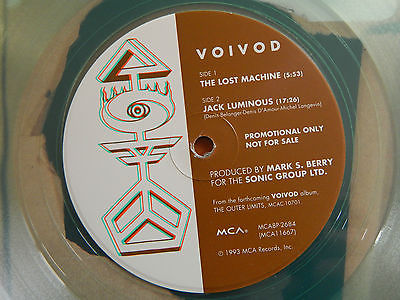 VOIVOD
SIDE 1
THE LOST MACHINE (5:53)
SIDE 2
JACK LUMINOUS (17:26)
(Denis Belanger-Denis D'Amour-Michel Langevin)
PROMOTIONAL ONLY
NOT FOR SALE
PRODUCED BY MARK S. BERRY
FOR THE SONIC GROUP LTD.
From the forthcoming VOIVOD album,
THE OUTER LIMITS, MCAC-10701.
MCA®
MCA8P-2684
(MCA11667)
© 1993 MCA Records, Inc.